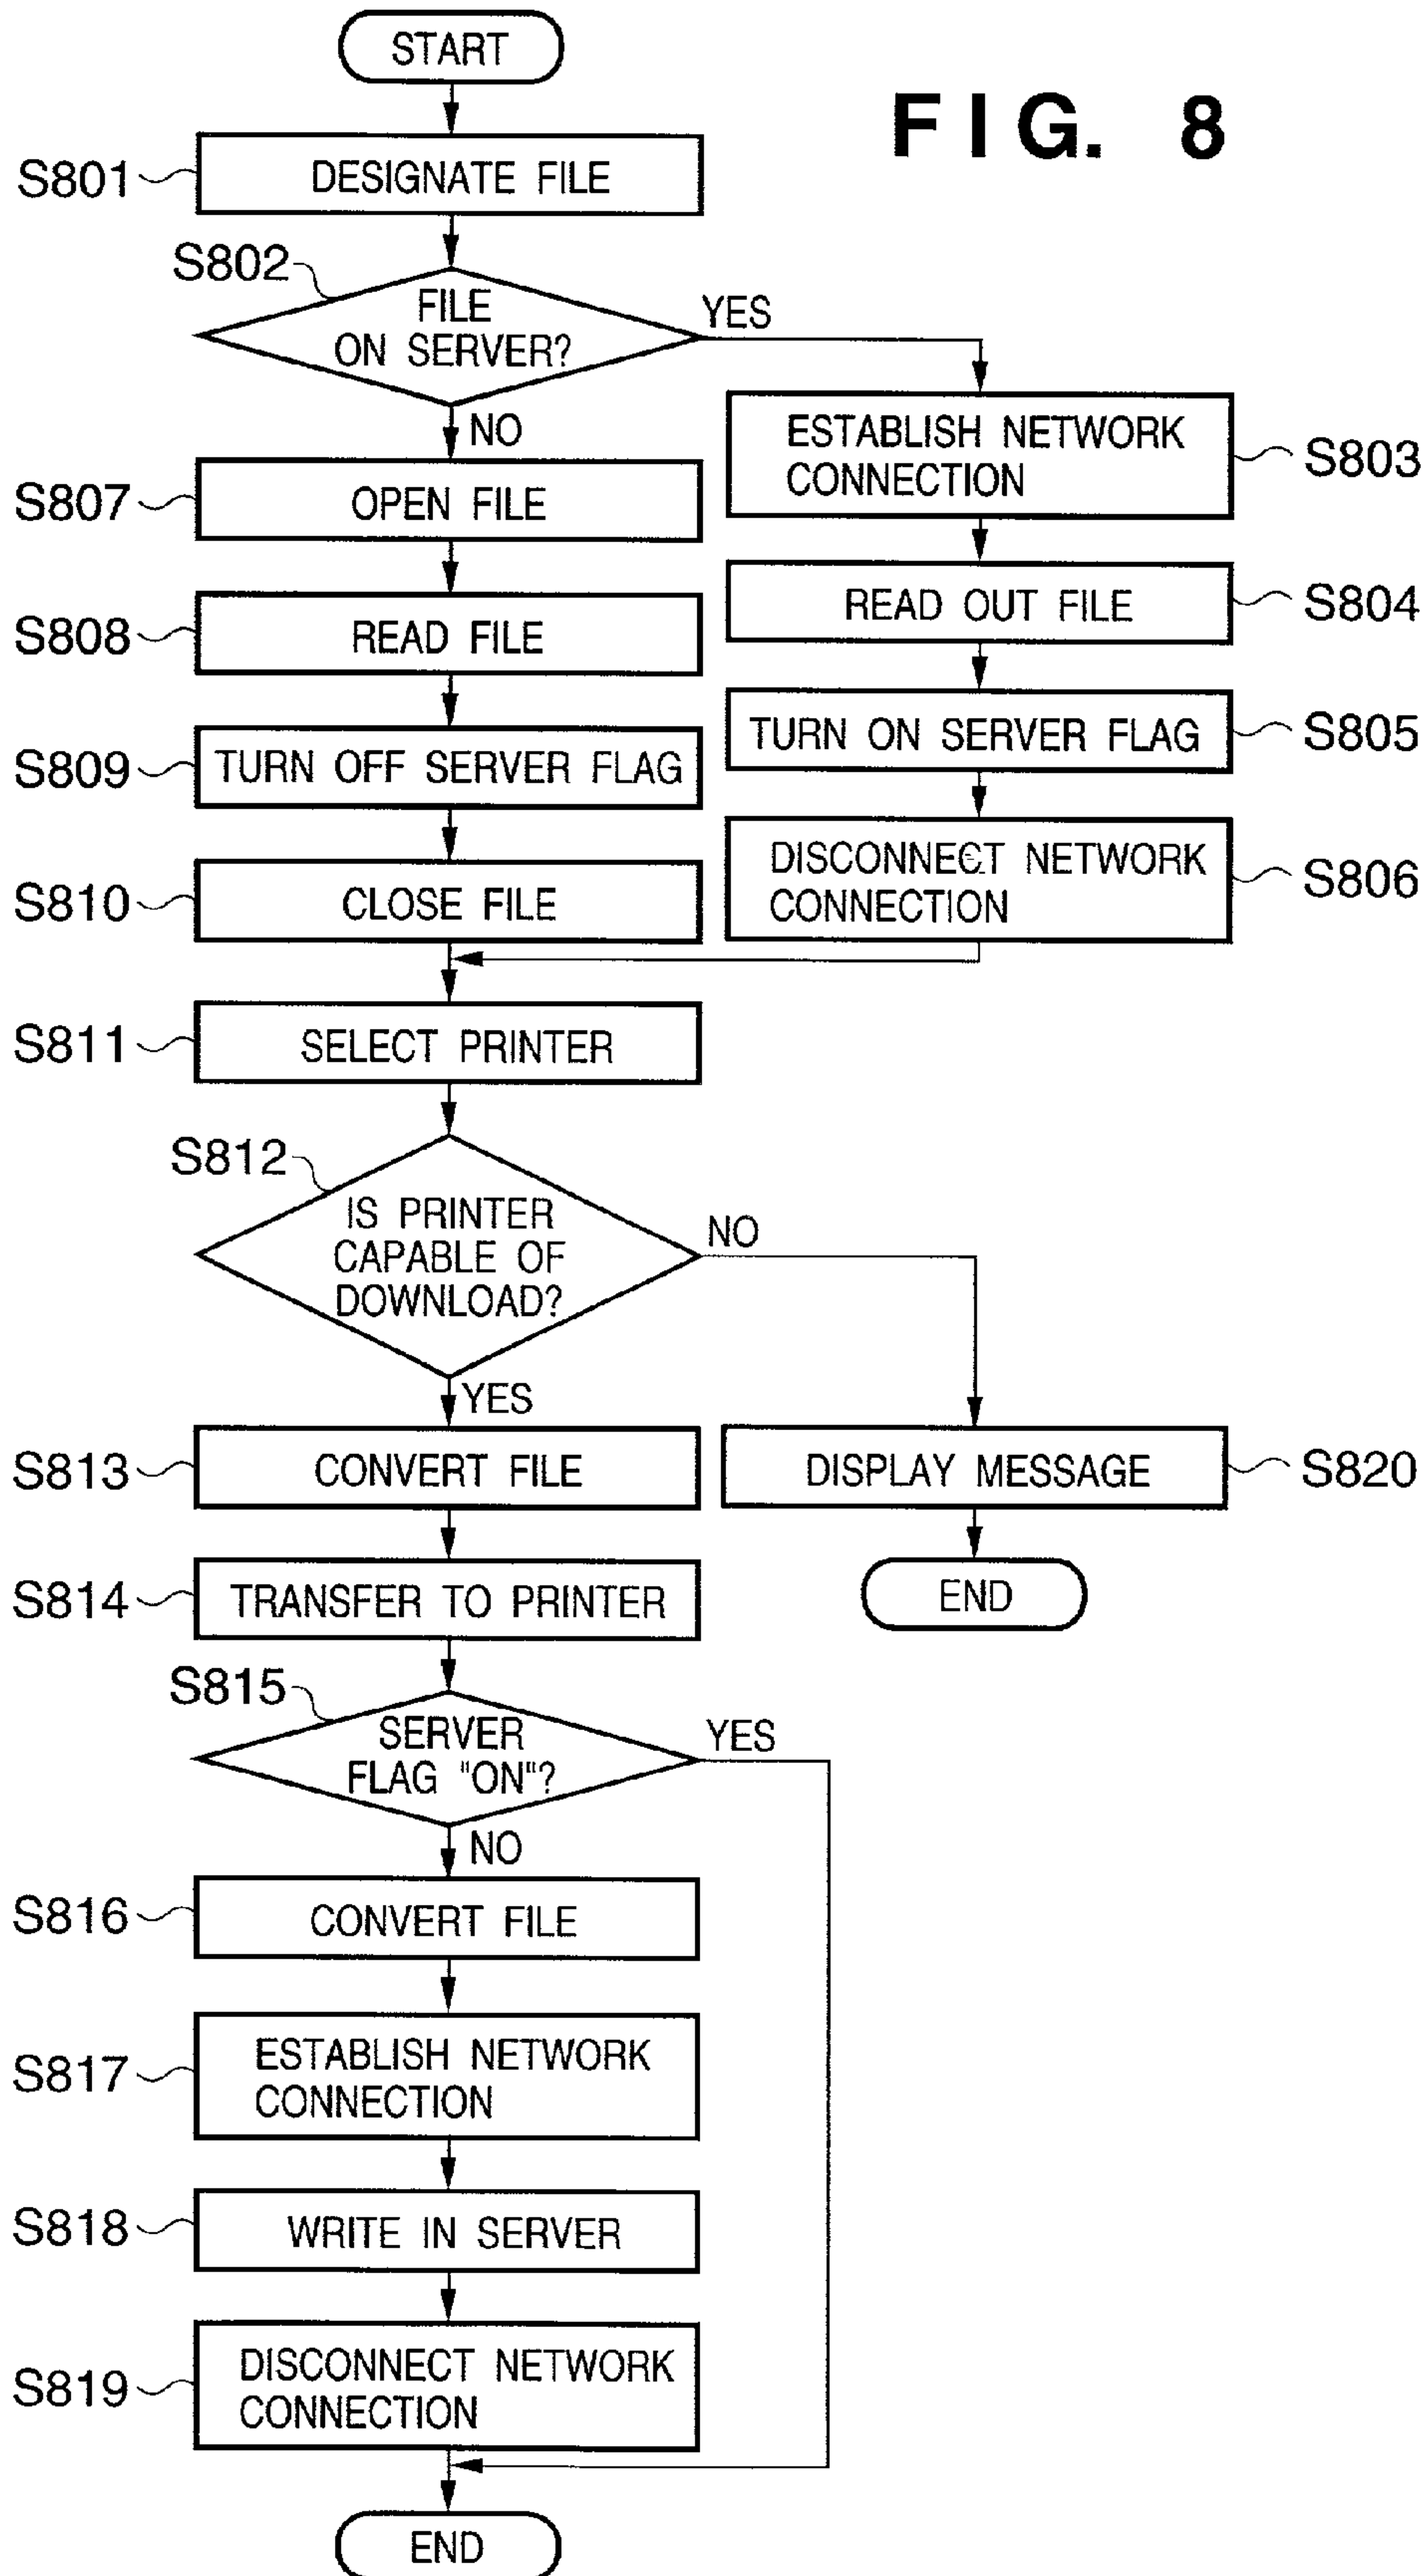 START
FIG. 8
S801
DESIGNATE FILE
S802
FILE
ON SERVER?
YES
NO
ESTABLISH NETWORK
CONNECTION
S803
S807
OPEN FILE
READ OUT FILE
S804
S808
READ FILE
TURN ON SERVER FLAG
S805
S809
TURN OFF SERVER FLAG
DISCONNECT NETWORK
CONNECTION
S806
S810
CLOSE FILE
S811
SELECT PRINTER
S812
IS PRINTER
CAPABLE OF
DOWNLOAD?
NO
YES
S813
CONVERT FILE
DISPLAY MESSAGE
S820
S814
TRANSFER TO PRINTER
END
S815
SERVER
FLAG "ON"?
YES
NO
S816
CONVERT FILE
S817
ESTABLISH NETWORK
CONNECTION
S818
WRITE IN SERVER
S819
DISCONNECT NETWORK
CONNECTION
END